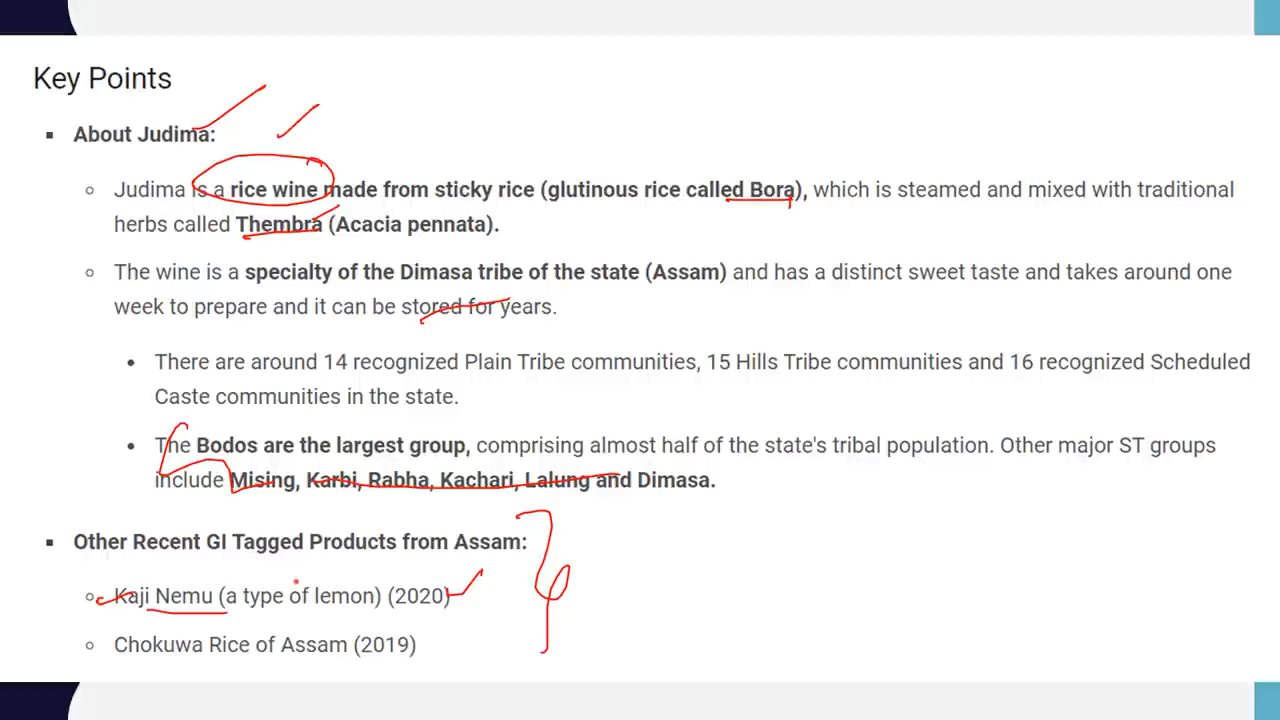 Key Points
▪ About Judima:
○ Judima is a rice wine made from sticky rice (glutinous rice called Bora), which is steamed and mixed with traditional
herbs called Thembra (Acacia pennata).
○ The wine is a specialty of the Dimasa tribe of the state (Assam) and has a distinct sweet taste and takes around one
week to prepare and it can be stored for years.
• There are around 14 recognized Plain Tribe communities, 15 Hills Tribe communities and 16 recognized Scheduled
Caste communities in the state.
• The Bodos are the largest group, comprising almost half of the state's tribal population. Other major ST groups
include Mising, Karbi, Rabha, Kachari, Lalung and Dimasa.
▪ Other Recent GI Tagged Products from Assam:
○ Kaji Nemu (a type of lemon) (2020)
○ Chokuwa Rice of Assam (2019)